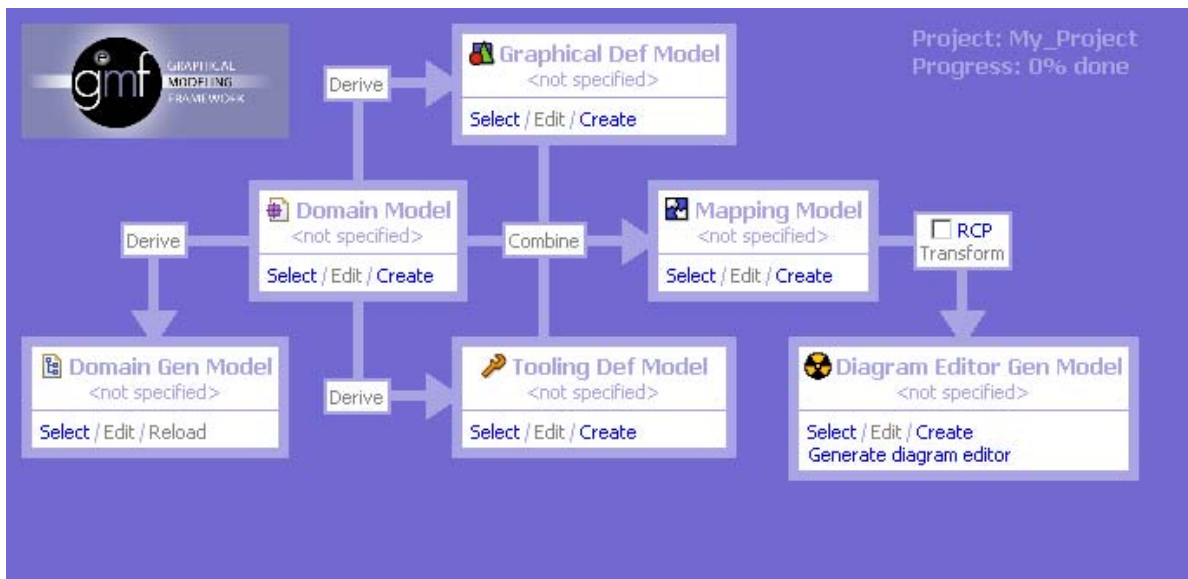 gmf
GRAPHICAL
MODELING
FRAMEWORK
Derive
Graphical Def Model
<not specified>
Select / Edit / Create
Project: My_Project
Progress: 0% done
Derive
Domain Model
<not specified>
Select / Edit / Create
Combine
Mapping Model
<not specified>
Select / Edit / Create
RCP
Transform
Domain Gen Model
<not specified>
Select / Edit / Reload
Derive
Tooling Def Model
<not specified>
Select / Edit / Create
Diagram Editor Gen Model
<not specified>
Select / Edit / Create
Generate diagram editor